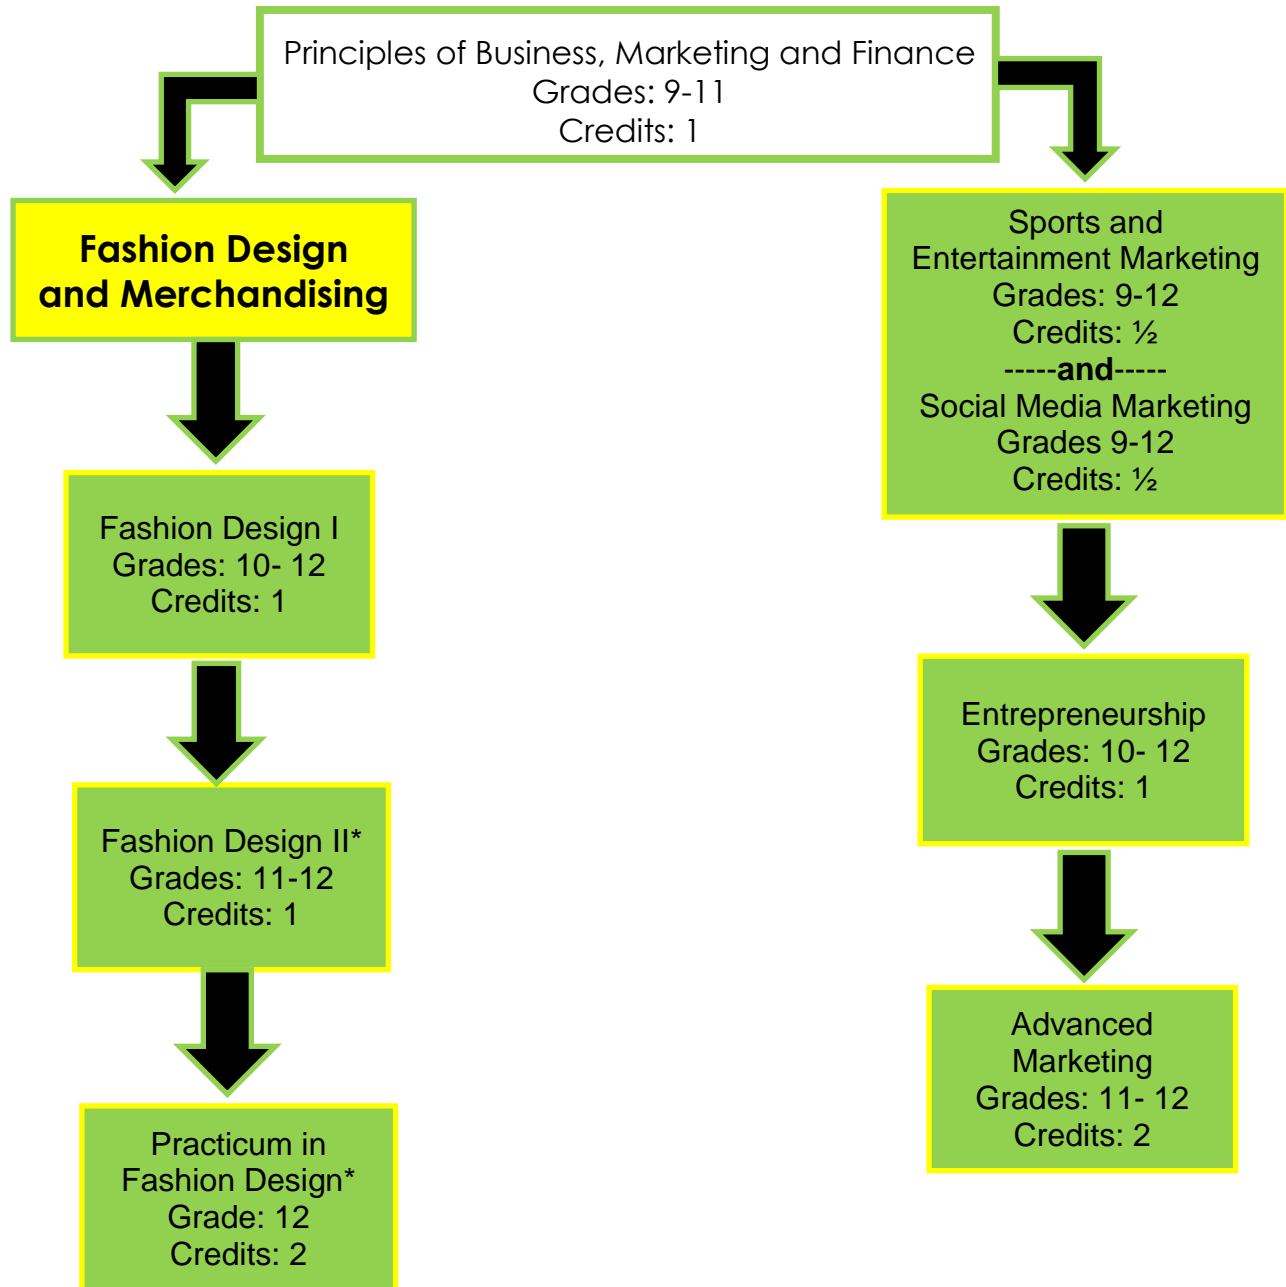 Principles of Business, Marketing and Finance
Grades: 9-11
Credits: 1
Fashion Design
and Merchandising
Fashion Design I
Grades: 10- 12
Credits: 1
Fashion Design II*
Grades: 11-12
Credits: 1
Practicum in
Fashion Design*
Grade: 12
Credits: 2
Sports and
Entertainment Marketing
Grades: 9-12
Credits: ½
-----and-----
Social Media Marketing
Grades 9-12
Credits: ½
Entrepreneurship
Grades: 10- 12
Credits: 1
Advanced
Marketing
Grades: 11- 12
Credits: 2